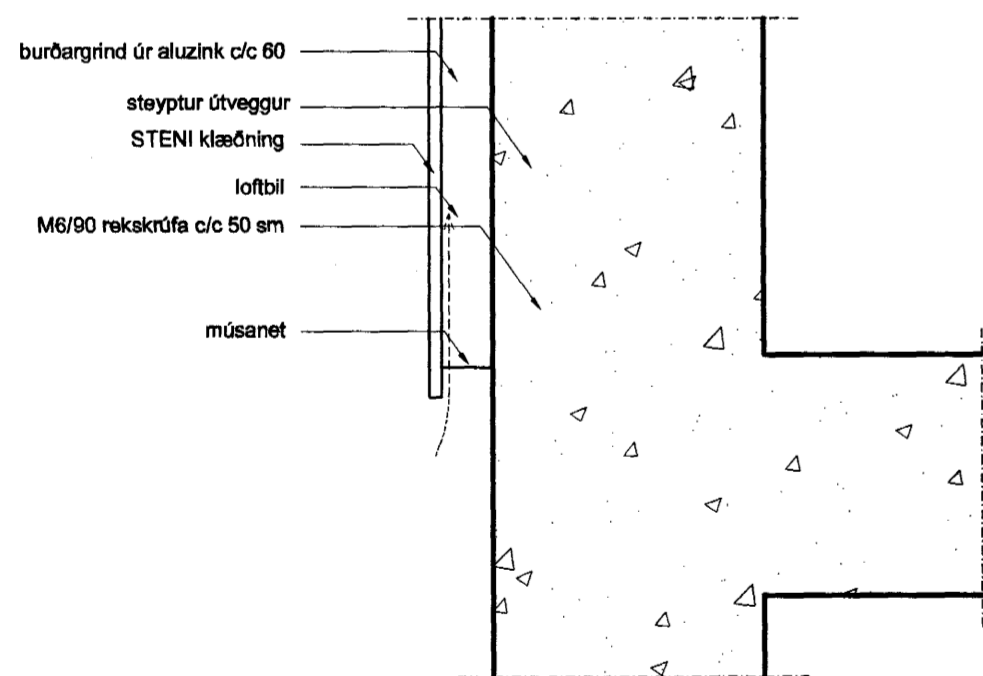 burðargrind úr aluzink c/c 60
steyptur útveggur
STENI klæðning
loftbil
M6/90 rekskrúfa c/c 50 sm
músanet